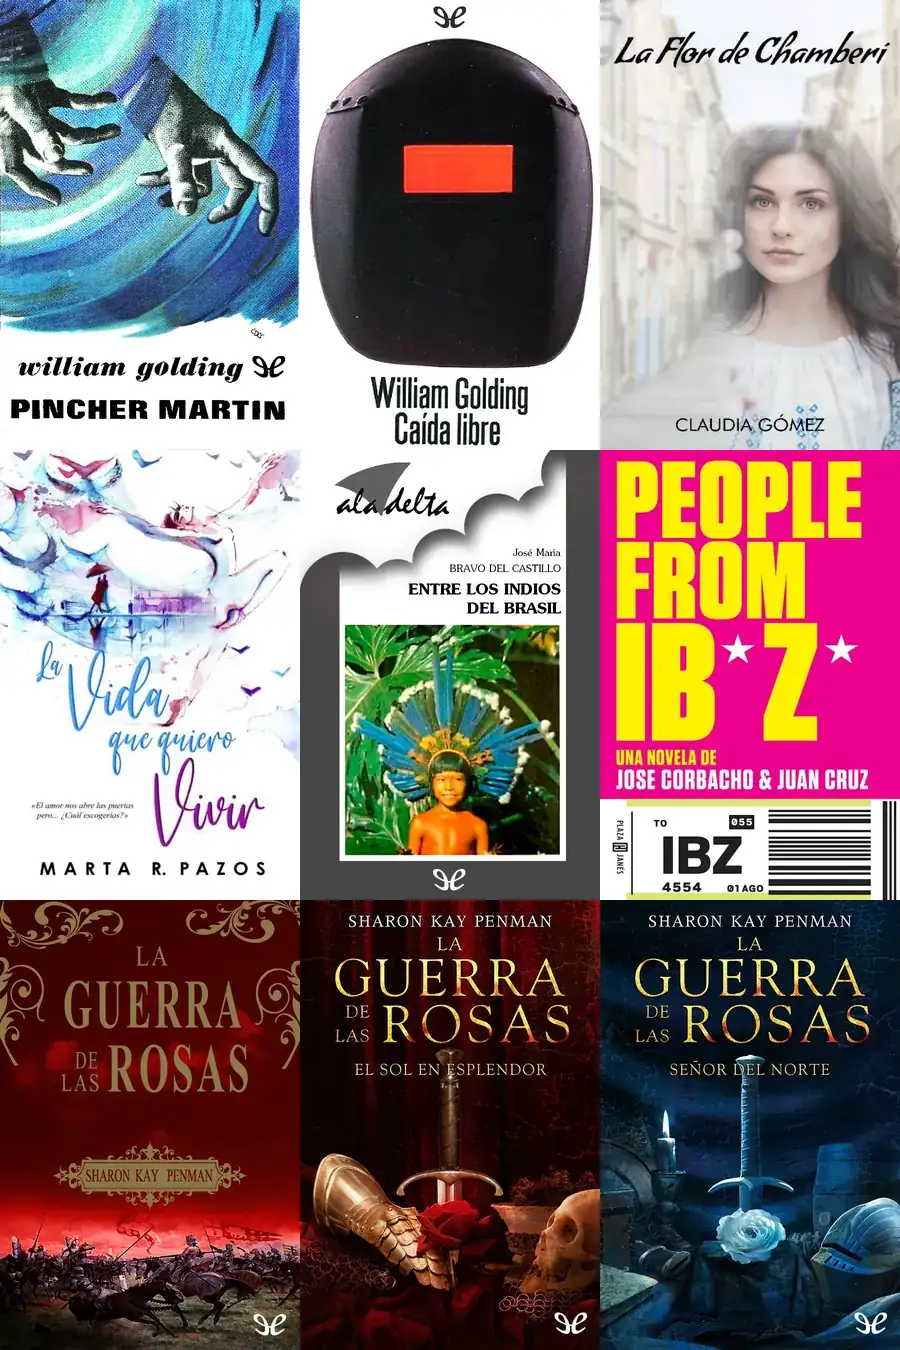 william golding
PINCHER MARTIN
William Golding
Caída libre
La Flor de Chamberí
CLAUDIA GÓMEZ
La
Vida
que quiero
Vivir
«El amor nos abre las puertas
pero... ¿Cuál escogerías?»
MARTA R. PAZOS
ala delta
José María
BRAVO DEL CASTILLO
ENTRE LOS INDIOS
DEL BRASIL
PEOPLE
FROM
IB*Z*
UNA NOVELA DE
JOSE CORBACHO & JUAN CRUZ
PLAZA JANÉS
TO
055
IBZ
4554
01AGO
LA
GUERRA
DE
LAS ROSAS
SHARON KAY PENMAN
SHARON KAY PENMAN
LA
GUERRA
DE
LAS ROSAS
EL SOL EN ESPLENDOR
SHARON KAY PENMAN
LA
GUERRA
DE
LAS ROSAS
SEÑOR DEL NORTE